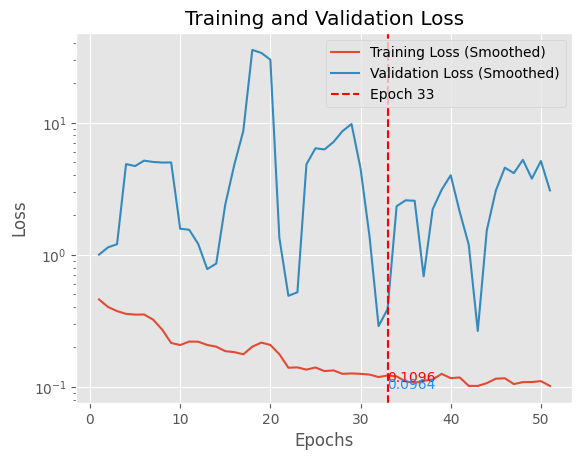 Training and Validation Loss
Training Loss (Smoothed)
Validation Loss (Smoothed)
Epoch 33
Loss
10¹
10⁰
10⁻¹
0.1096
0.0964
0 10 20 30 40 50
Epochs